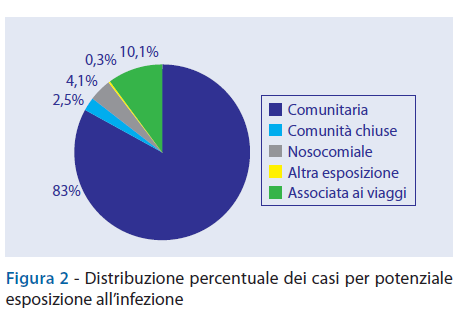 0,3% 10,1%
4,1%
2,5%
83%
Comunitaria
Comunità chiuse
Nosocomiale
Altra esposizione
Associata ai viaggi
Figura 2 - Distribuzione percentuale dei casi per potenziale
esposizione all'infezione